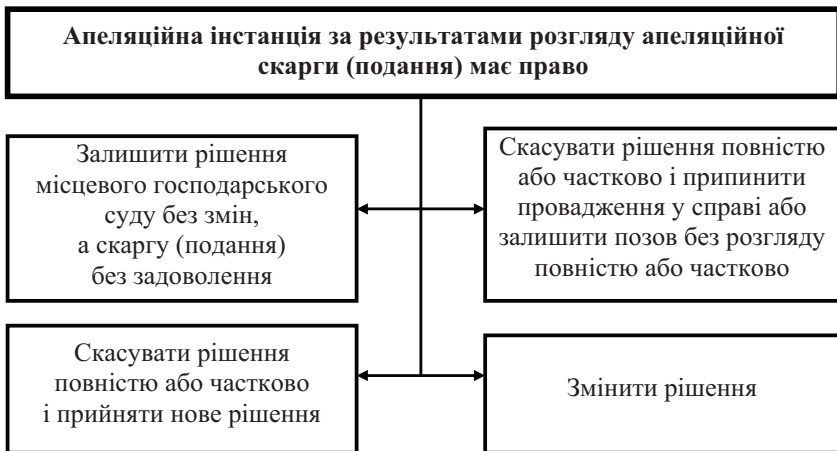 Апеляційна інстанція за результатами розгляду апеляційної
скарги (подання) має право
Залишити рішення
місцевого господарського
суду без змін,
а скаргу (подання)
без задоволення
Скасувати рішення повністю
або частково і припинити
провадження у справі або
залишити позов без розгляду
повністю або частково
Скасувати рішення
повністю або частково
і прийняти нове рішення
Змінити рішення